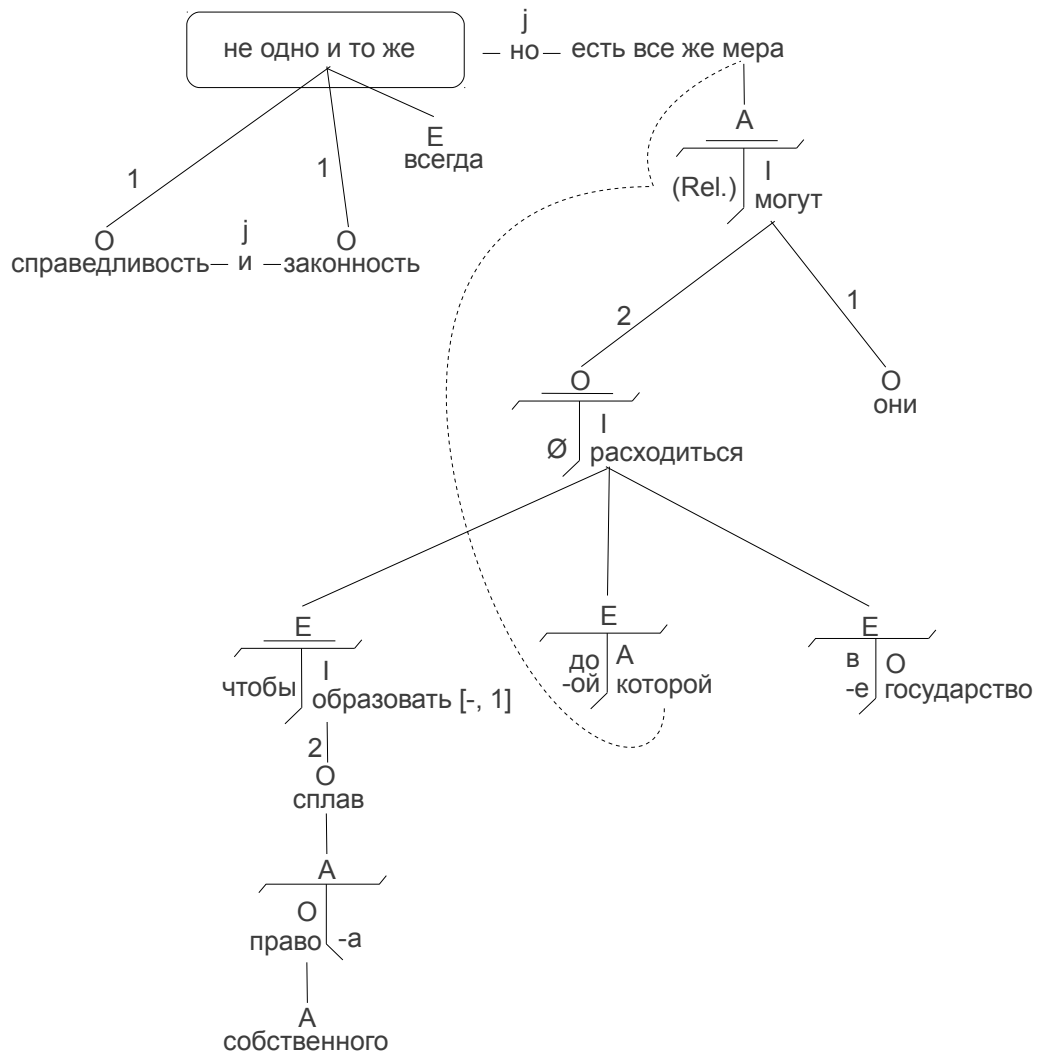 j
не одно и то же — но — есть все же мера
A
E
всегда
1 1
(Rel.) I
могут
O j O
справедливость — и — законность
2 1
O O
они
I
Ø расходиться
E E E
чтобы I
образовать [-, 1]
до A
-ой которой
в O
-е государство
2
O
сплав
A
O
право -а
A
собственного